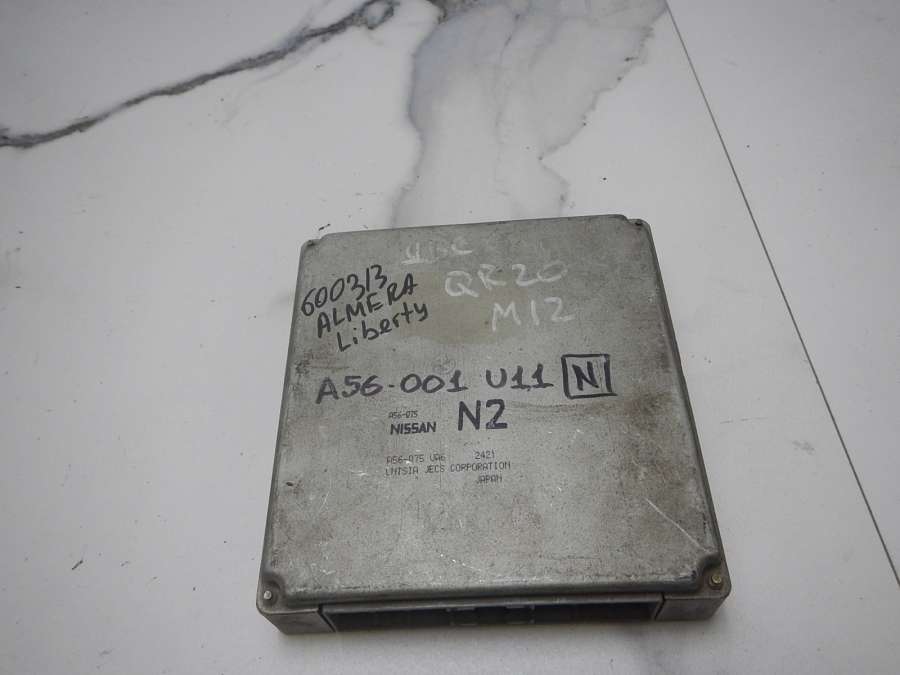 600313
ALMERA
Liberty
QR20
M12
A56-001 U11 N
A56-075
NISSAN N2
A56-075 UA6 2421
UNISIA JECS CORPORATION
JAPAN